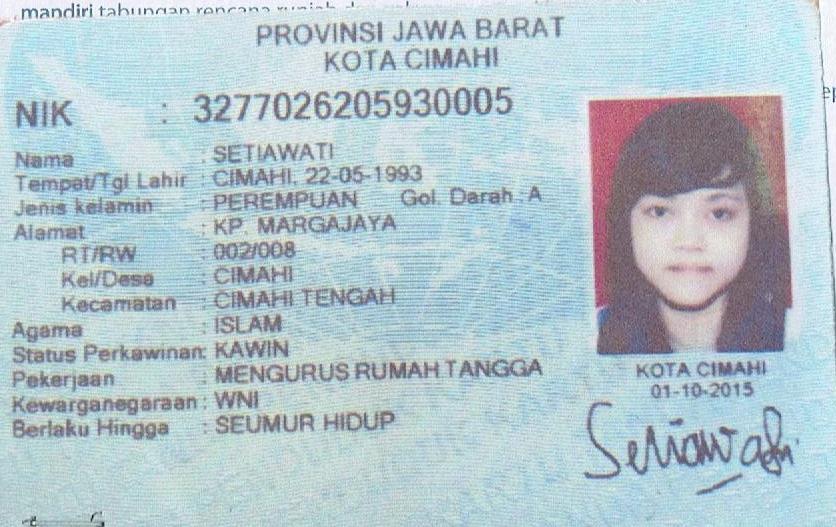 mandiri tabungan rencana rumah
PROVINSI JAWA BARAT
KOTA CIMAHI
NIK : 3277026205930005
Nama : SETIAWATI
Tempat/Tgl Lahir : CIMAHI, 22-05-1993
Jenis kelamin : PEREMPUAN Gol. Darah : A
Alamat : KP. MARGAJAYA
RT/RW : 002/008
Kel/Desa : CIMAHI
Kecamatan : CIMAHI TENGAH
Agama : ISLAM
Status Perkawinan: KAWIN
Pekerjaan : MENGURUS RUMAH TANGGA
Kewarganegaraan : WNI
Berlaku Hingga : SEUMUR HIDUP
KOTA CIMAHI
01-10-2015
Setiawati